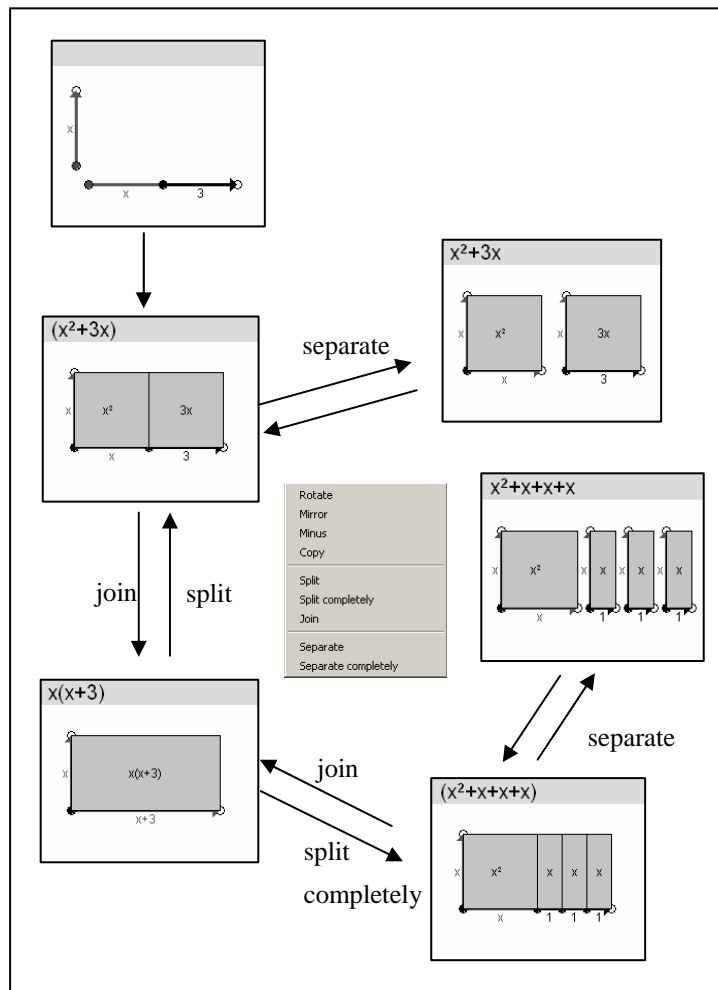 x
x 3
x²+3x
x² 3x
x x
x 3
(x²+3x)
x² 3x
x
x 3
separate
Rotate
Mirror
Minus
Copy
Split
Split completely
Join
Separate
Separate completely
x²+x+x+x
x x² x x x x x x
x 1 1 1
join
split
x(x+3)
x x(x+3)
x+3
separate
join
split
completely
(x²+x+x+x)
x x² x x x
x 1 1 1